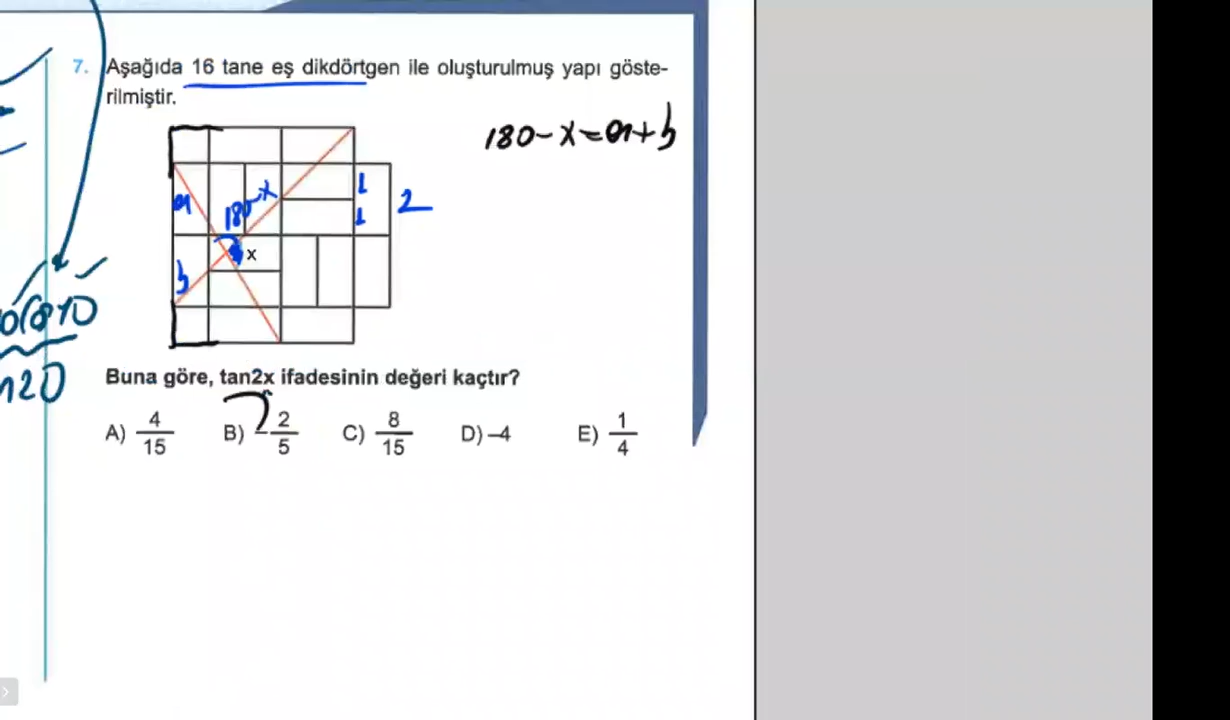 7. Aşağıda 16 tane eş dikdörtgen ile oluşturulmuş yapı göste-
rilmiştir.
180-x=a+b
a
180-x
1
1
2
b
x
120
Buna göre, tan2x ifadesinin değeri kaçtır?
A) 4/15 B) -2/5 C) 8/15 D) -4 E) 1/4